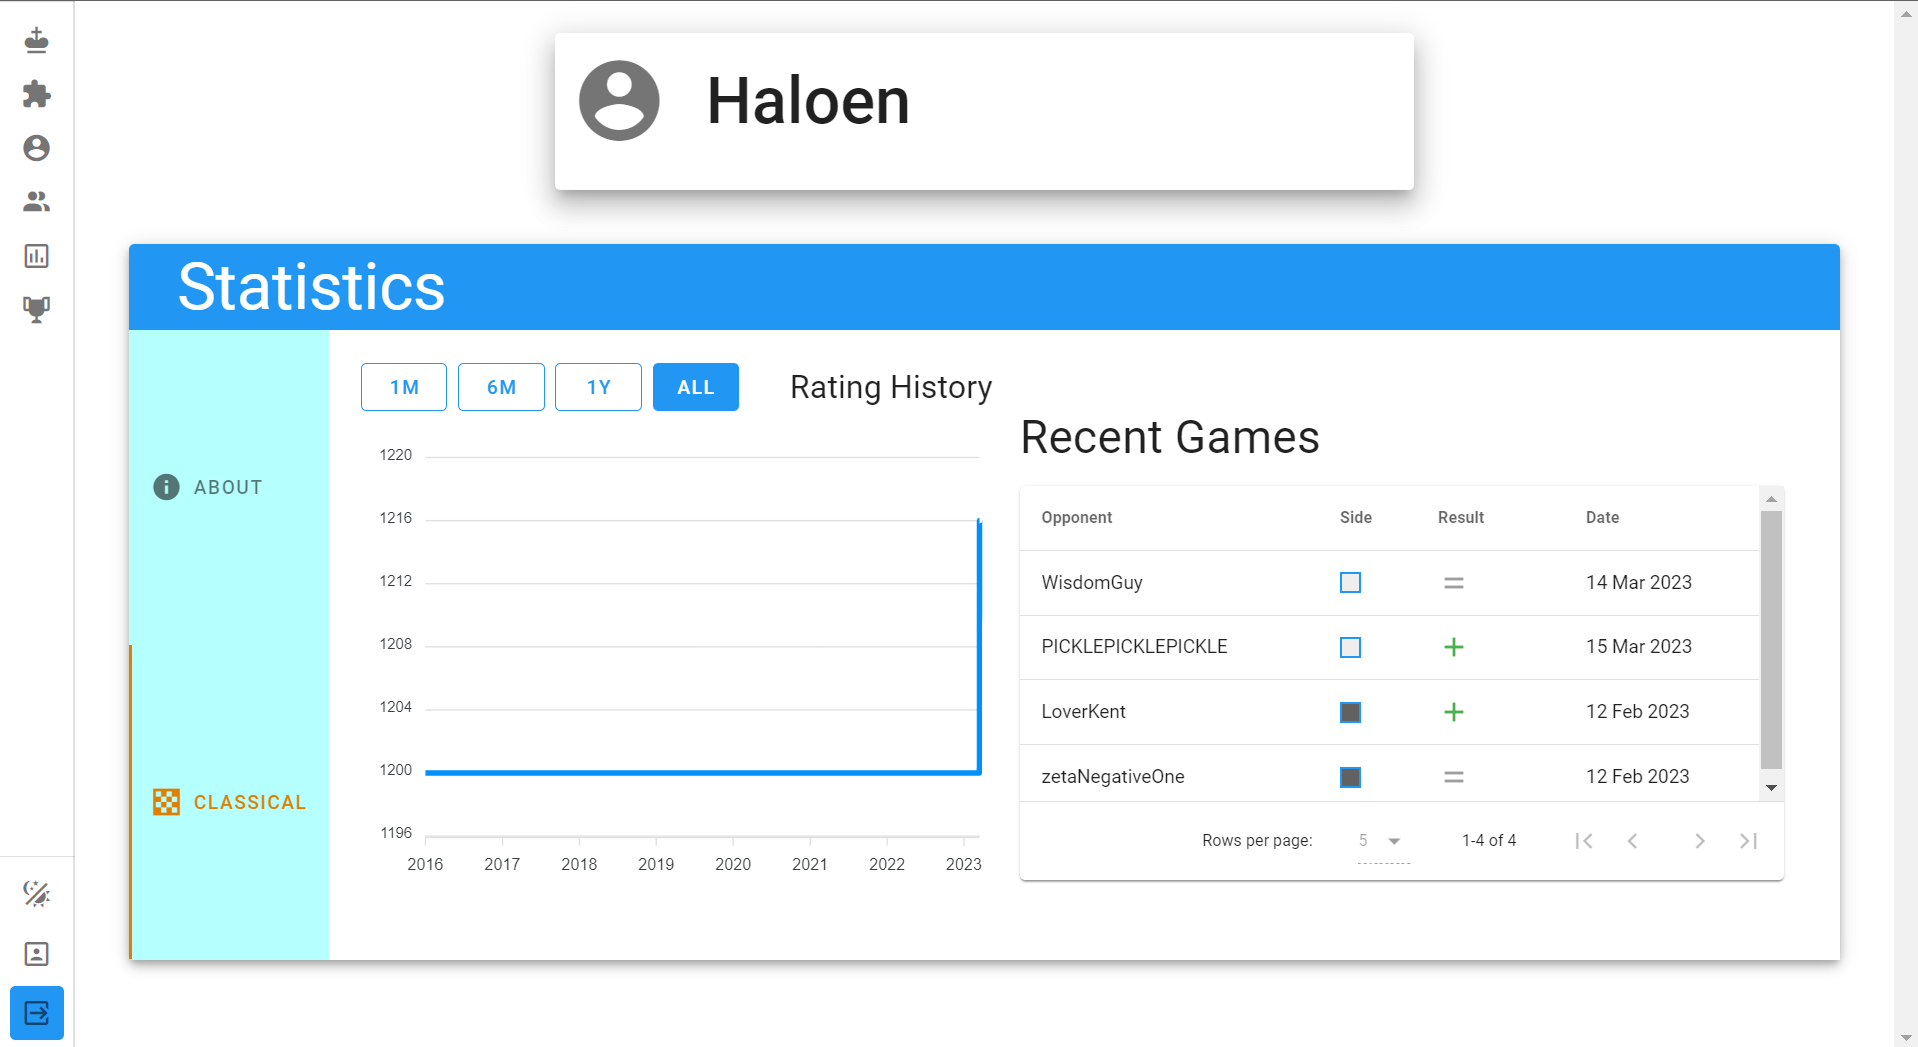 Haloen
Statistics
ABOUT
CLASSICAL
1M 6M 1Y ALL Rating History
1220
1216
1212
1208
1204
1200
1196
2016 2017 2018 2019 2020 2021 2022 2023
Recent Games
Opponent Side Result Date
WisdomGuy = 14 Mar 2023
PICKLEPICKLEPICKLE + 15 Mar 2023
LoverKent + 12 Feb 2023
zetaNegativeOne = 12 Feb 2023
Rows per page: 5 1-4 of 4